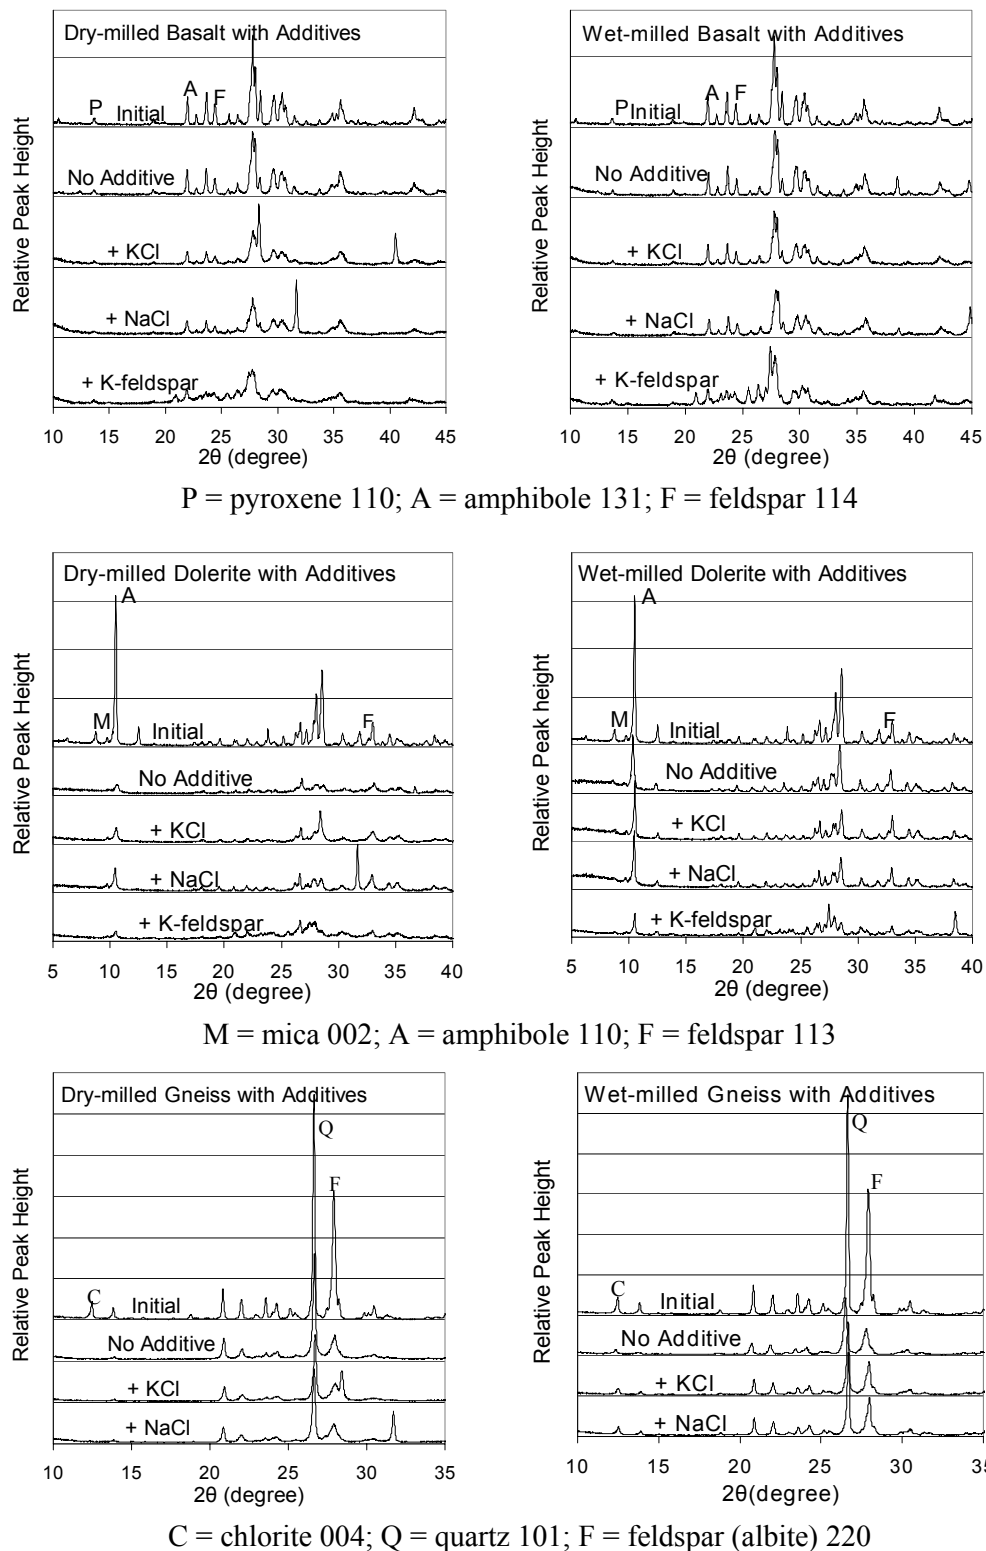 Dry-milled Basalt with Additives
P
Initial
A
F
No Additive
+ KCl
+ NaCl
+ K-feldspar
Relative Peak Height
10 15 20 25 30 35 40 45
2θ (degree)
Wet-milled Basalt with Additives
P
Initial
A
F
No Additive
+ KCl
+ NaCl
+ K-feldspar
Relative Peak Height
10 15 20 25 30 35 40 45
2θ (degree)
P = pyroxene 110; A = amphibole 131; F = feldspar 114
Dry-milled Dolerite with Additives
A
M
Initial
F
No Additive
+ KCl
+ NaCl
+ K-feldspar
Relative Peak Height
5 10 15 20 25 30 35 40
2θ (degree)
Wet-milled Dolerite with Additives
A
M
Initial
F
No Additive
+ KCl
+ NaCl
+ K-feldspar
Relative Peak height
5 10 15 20 25 30 35 40
2θ (degree)
M = mica 002; A = amphibole 110; F = feldspar 113
Dry-milled Gneiss with Additives
Q
F
C
Initial
No Additive
+ KCl
+ NaCl
Relative Peak Height
10 15 20 25 30 35
2θ (degree)
Wet-milled Gneiss with Additives
Q
F
C
Initial
No Additive
+ KCl
+ NaCl
Relative Peak Height
10 15 20 25 30 35
2θ(degree)
C = chlorite 004; Q = quartz 101; F = feldspar (albite) 220